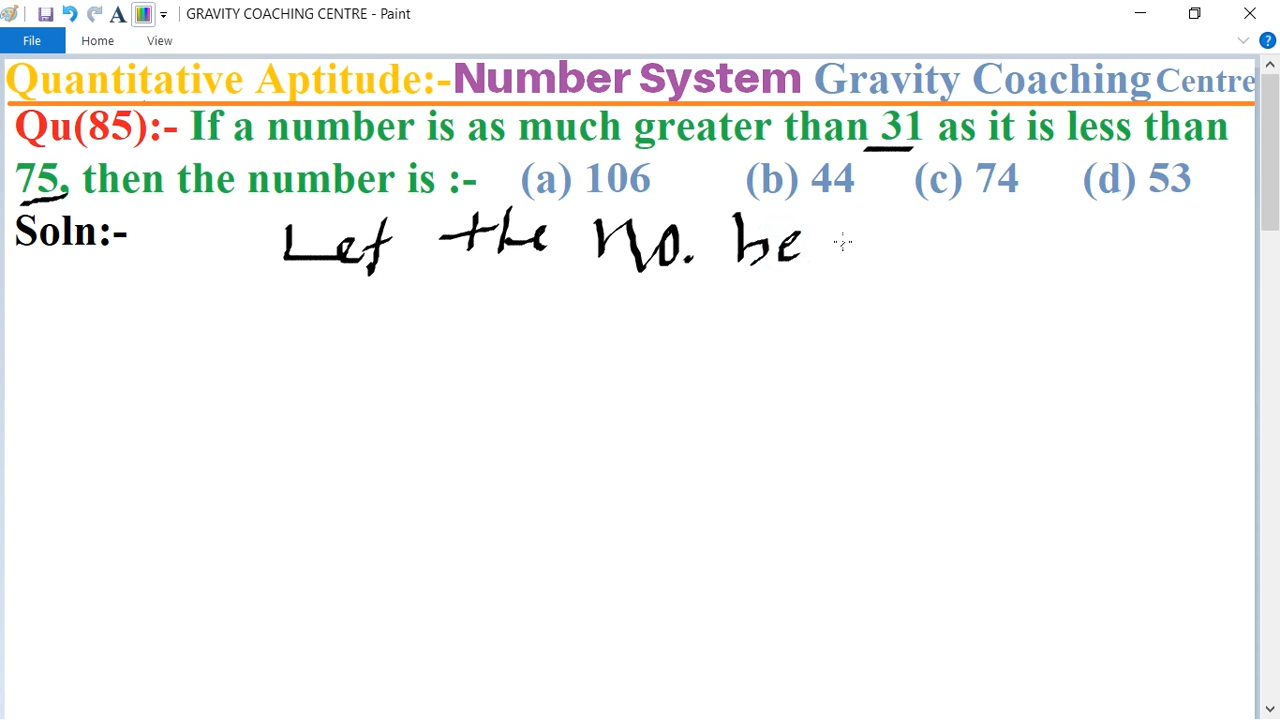 GRAVITY COACHING CENTRE - Paint
File Home View
Quantitative Aptitude:-Number System Gravity Coaching Centre
Qu(85):- If a number is as much greater than 31 as it is less than
75, then the number is :- (a) 106 (b) 44 (c) 74 (d) 53
Soln:- Let the no. be